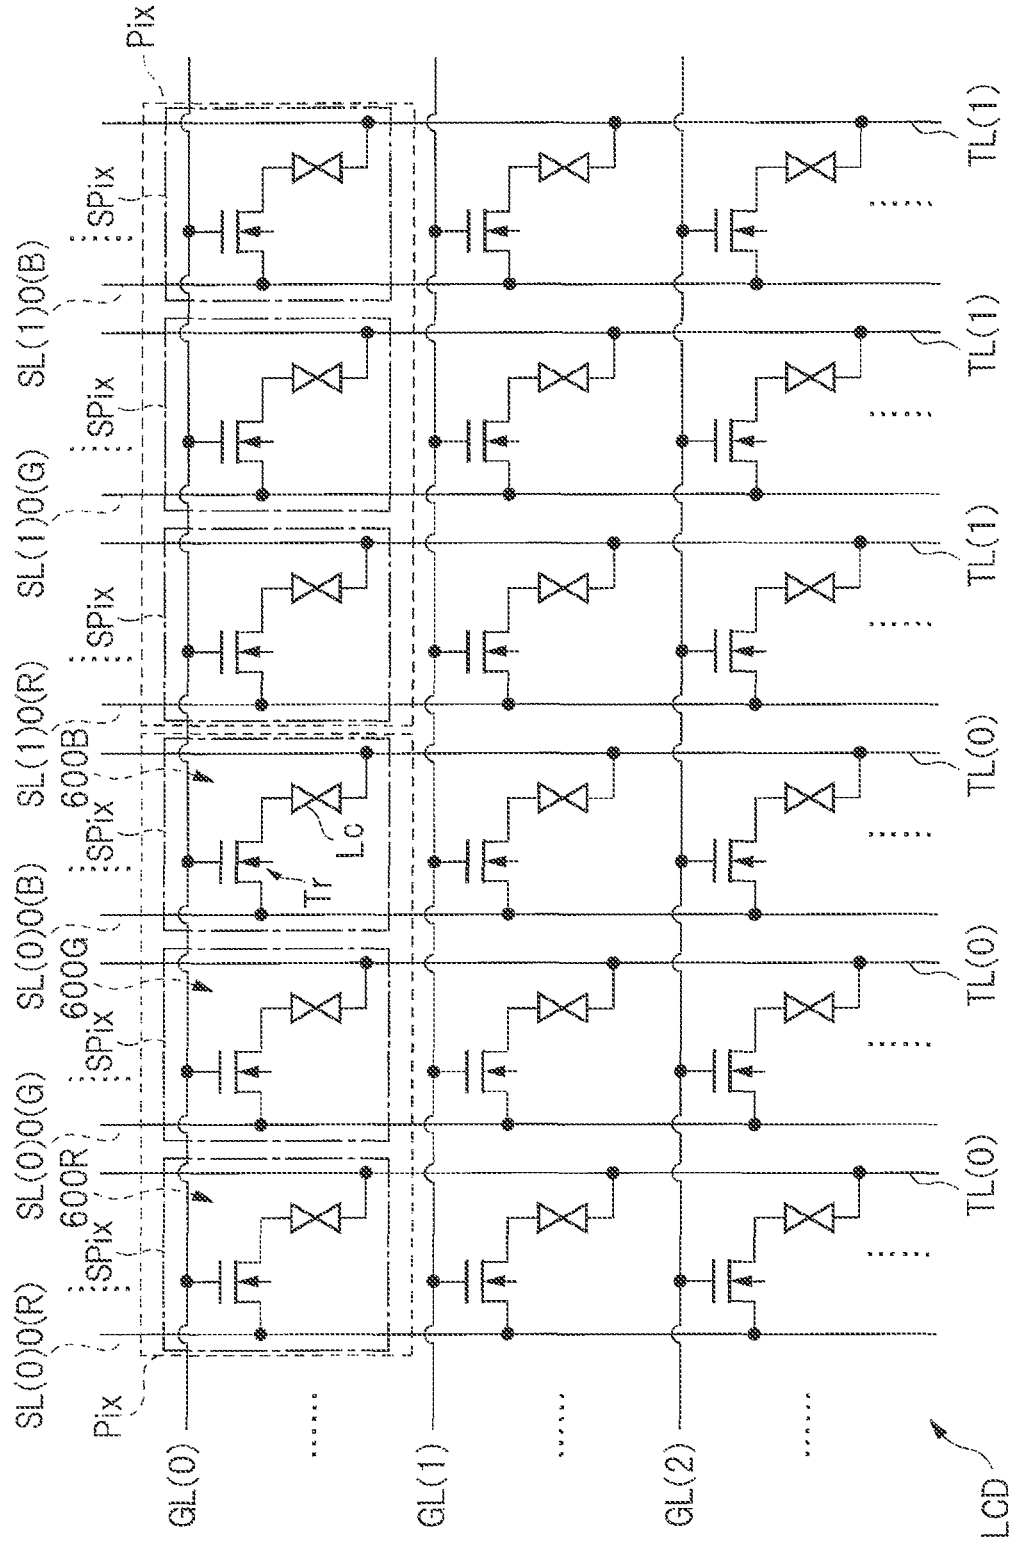 SL(0)0(R)
SL(0)0(G)
SL(0)0(B)
SL(1)0(R)
SL(1)0(G)
SL(1)0(B)
600R
600G
600B
Pix
SPix
SPix
SPix
SPix
SPix
SPix
Pix
GL(0)
Tr
Lc
GL(1)
GL(2)
TL(0)
TL(0)
TL(0)
TL(1)
TL(1)
TL(1)
LCD